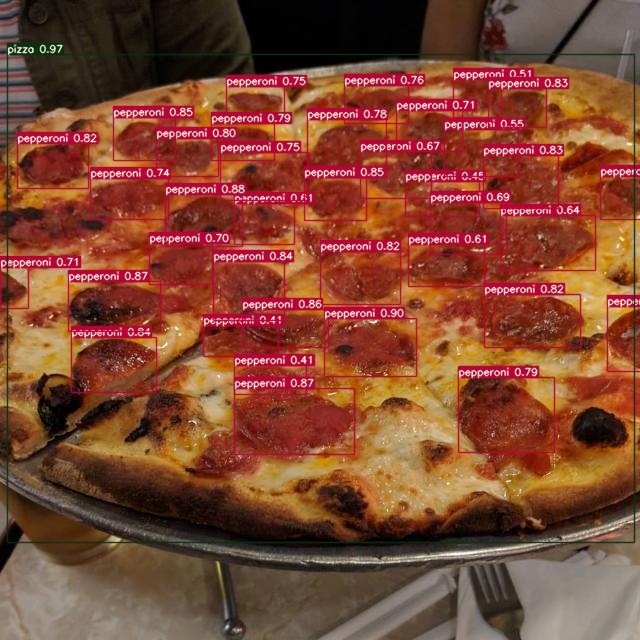 pizza 0.97
pepperoni 0.51
pepperoni 0.75
pepperoni 0.76
pepperoni 0.83
pepperoni 0.71
pepperoni 0.85
pepperoni 0.79
pepperoni 0.78
pepperoni 0.55
pepperoni 0.80
pepperoni 0.82
pepperoni 0.75
pepperoni 0.67
pepperoni 0.83
pepperoni 0.74
pepperoni 0.85
pepperoni 0.45
pepperoni
pepperoni 0.88
pepperoni 0.61
pepperoni 0.69
pepperoni 0.64
pepperoni 0.70
pepperoni 0.82
pepperoni 0.61
pepperoni 0.84
pepperoni 0.71
pepperoni 0.87
pepperoni 0.82
pepperoni 0.86
pepperoni 0.90
pepperoni 0.41
pepperoni 0.84
pepperoni 0.41
pepperoni 0.79
pepperoni 0.87